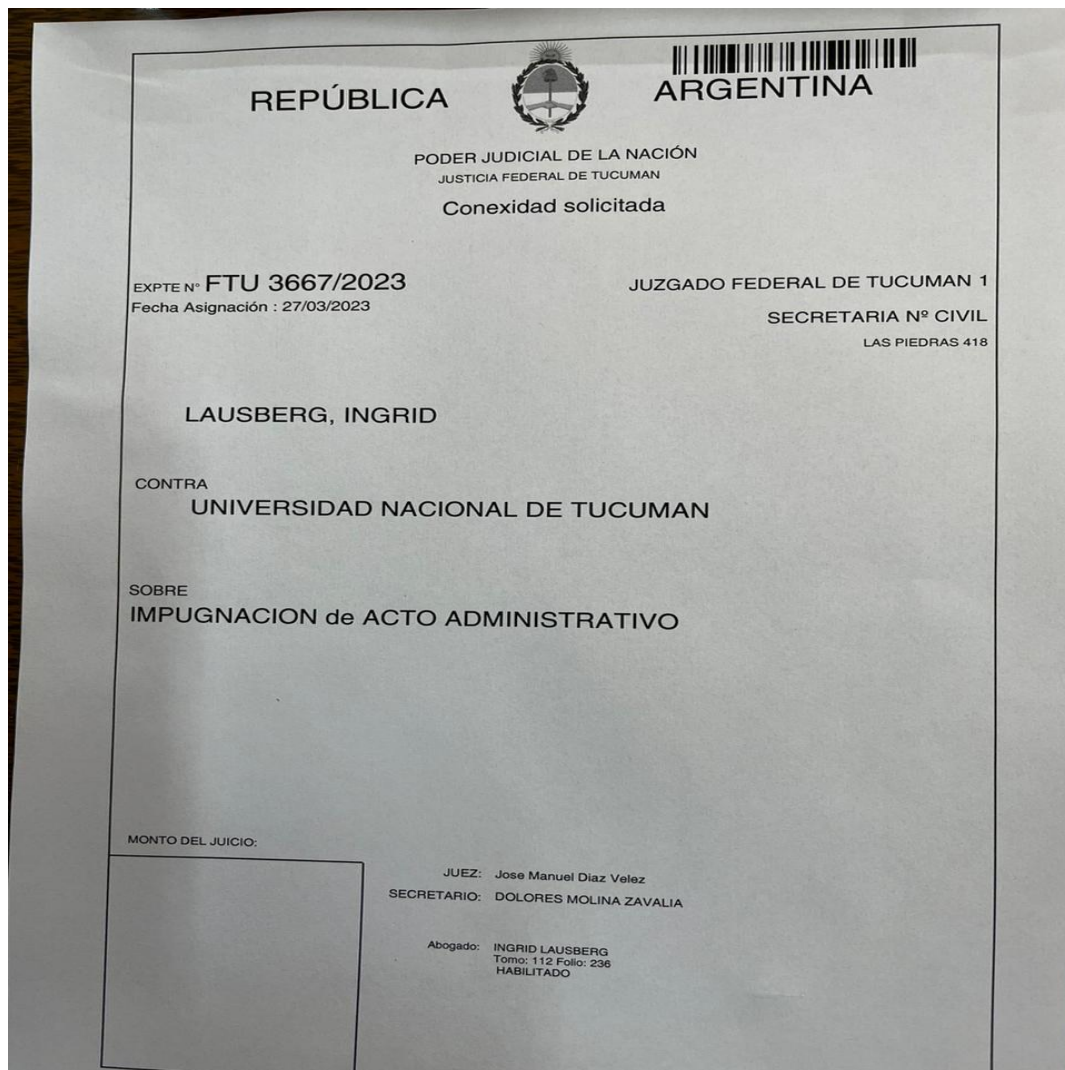 REPÚBLICA
ARGENTINA
PODER JUDICIAL DE LA NACIÓN
JUSTICIA FEDERAL DE TUCUMAN
Conexidad solicitada
EXPTE N° FTU 3667/2023
Fecha Asignación : 27/03/2023
JUZGADO FEDERAL DE TUCUMAN 1
SECRETARIA Nº CIVIL
LAS PIEDRAS 418
LAUSBERG, INGRID
CONTRA
UNIVERSIDAD NACIONAL DE TUCUMAN
SOBRE
IMPUGNACION de ACTO ADMINISTRATIVO
MONTO DEL JUICIO:
JUEZ: Jose Manuel Diaz Velez
SECRETARIO: DOLORES MOLINA ZAVALIA
Abogado: INGRID LAUSBERG
Tomo: 112 Folio: 236
HABILITADO